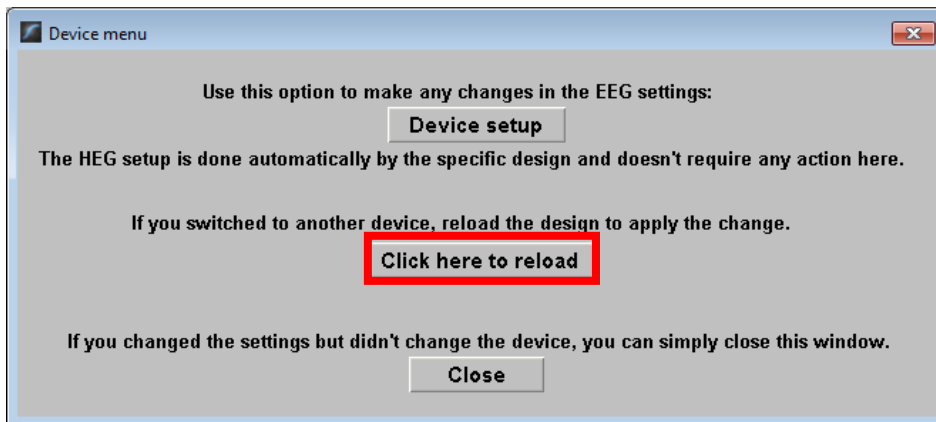 Device menu
Use this option to make any changes in the EEG settings:
Device setup
The HEG setup is done automatically by the specific design and doesn't require any action here.
If you switched to another device, reload the design to apply the change.
Click here to reload
If you changed the settings but didn't change the device, you can simply close this window.
Close